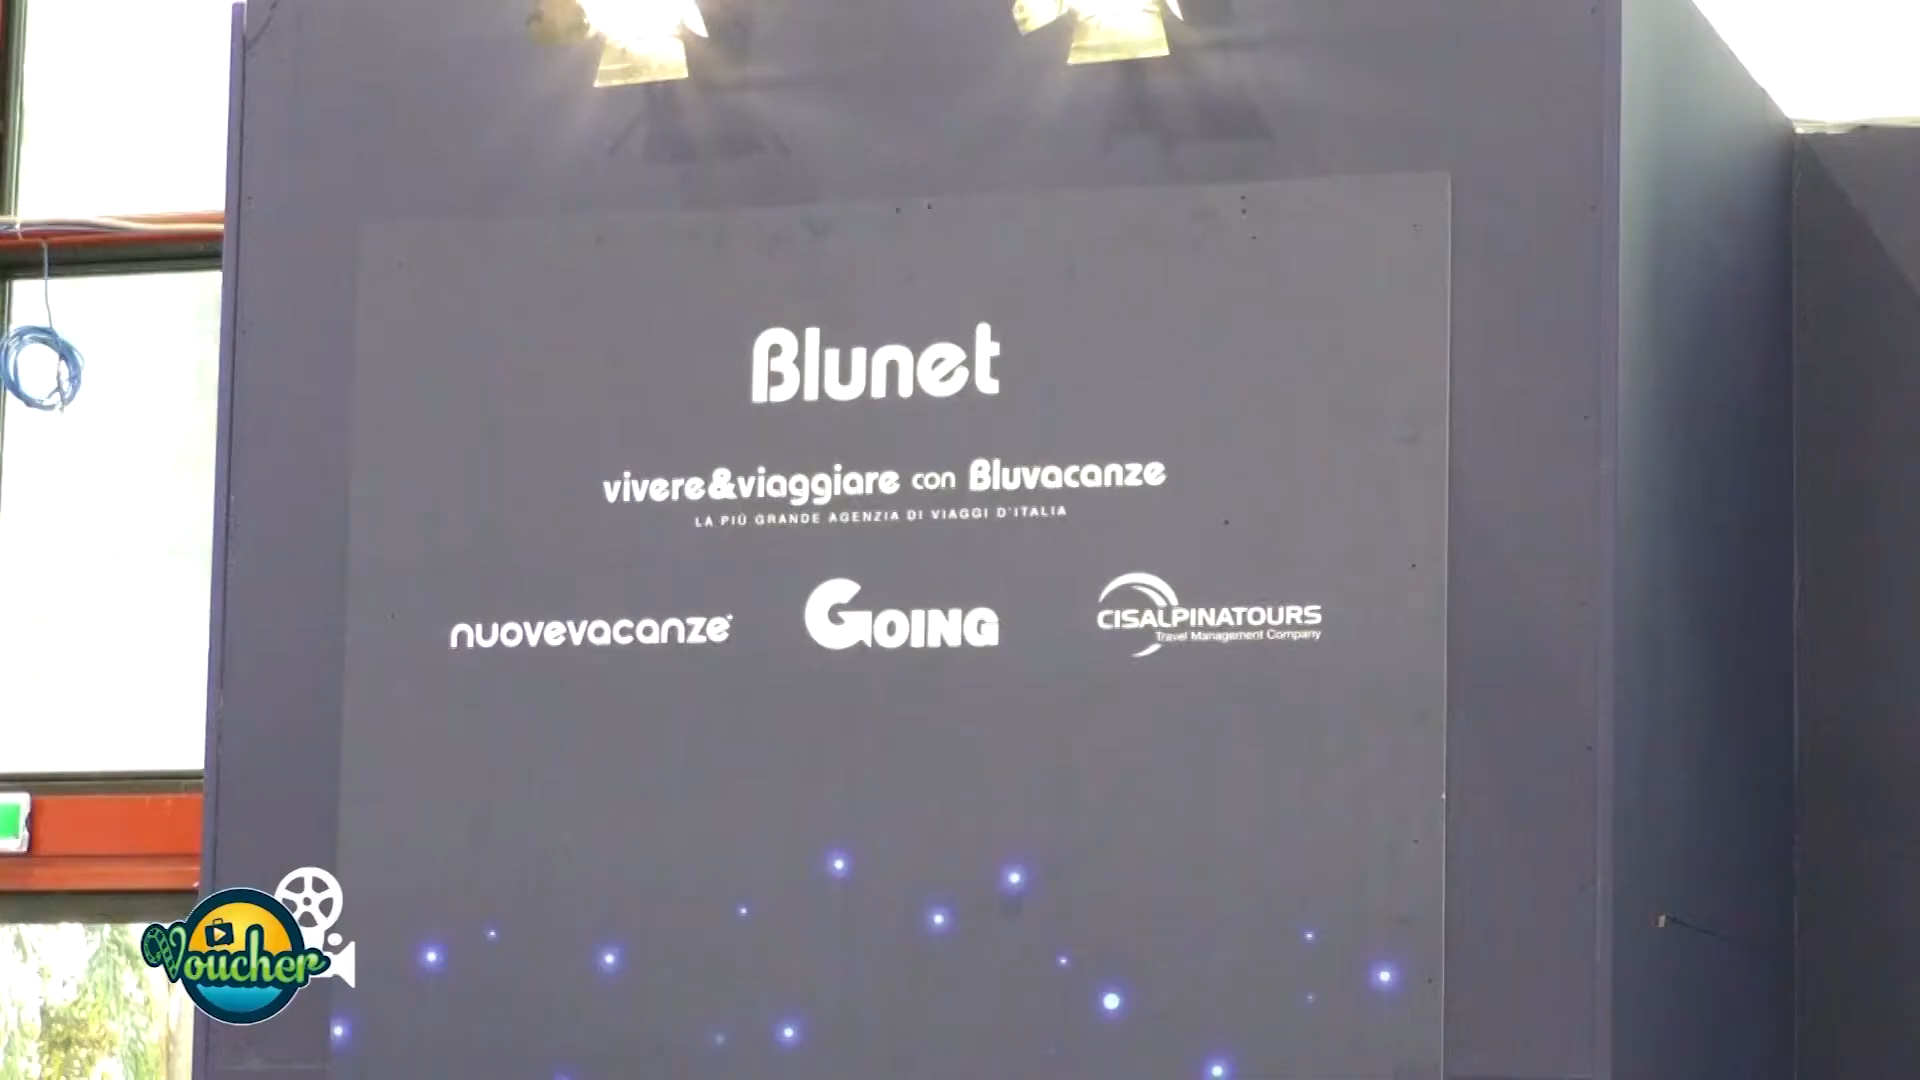 Blunet
vivere&viaggiare con Bluvacanze
LA PIÙ GRANDE AGENZIA DI VIAGGI D'ITALIA
nuovevacanze
GOING
CISALPINATOURS
Travel Management Company
Voucher